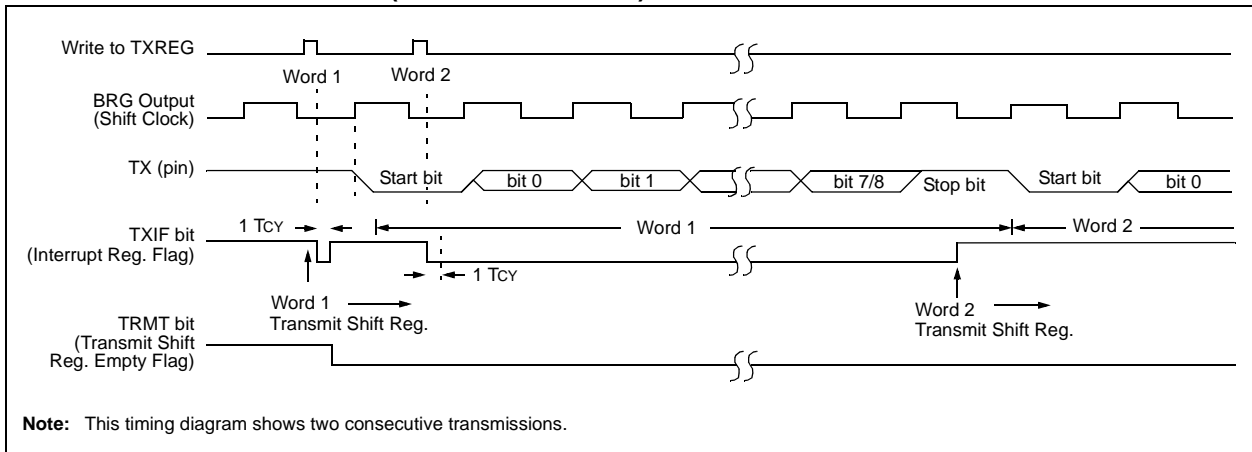 Write to TXREG
Word 1
Word 2
BRG Output
(Shift Clock)
TX (pin)
Start bit
bit 0
bit 1
bit 7/8
Stop bit
Start bit
bit 0
1 TCY
Word 1
Word 2
TXIF bit
(Interrupt Reg. Flag)
1 TCY
Word 1
Transmit Shift Reg.
Word 2
Transmit Shift Reg.
TRMT bit
(Transmit Shift
Reg. Empty Flag)
Note: This timing diagram shows two consecutive transmissions.